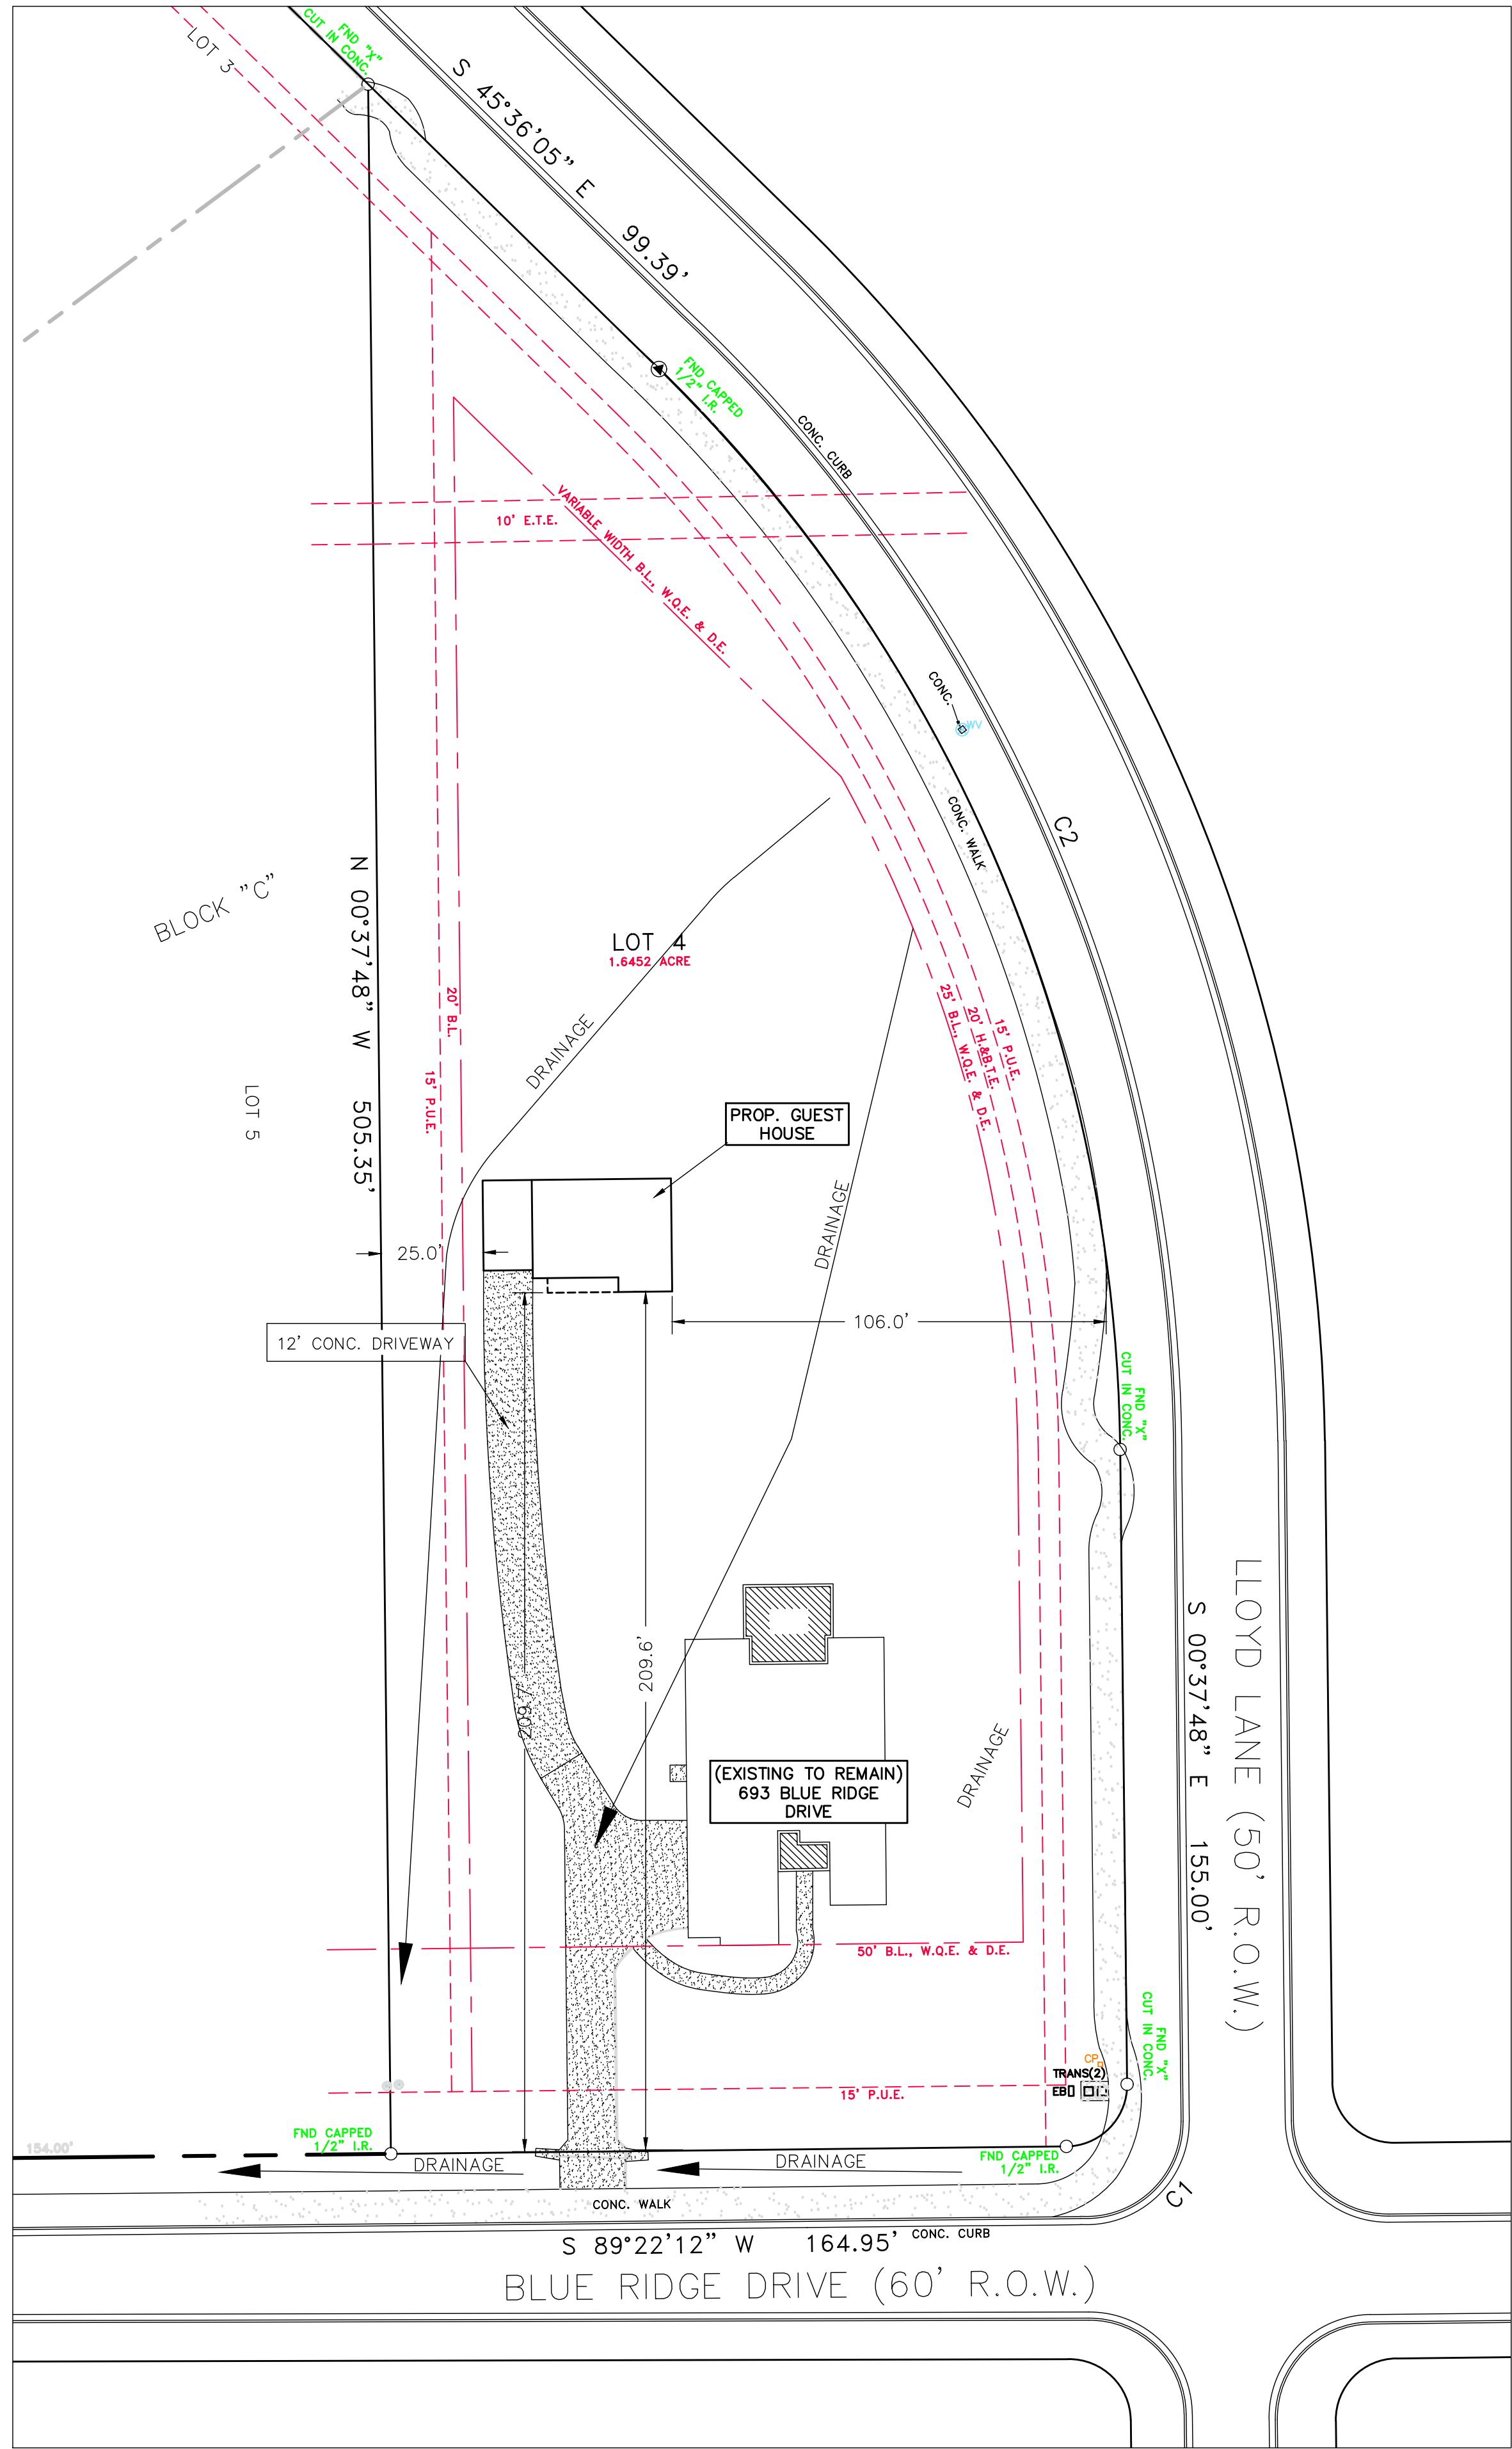 LOT 3
FND "X"
CUT IN CONC.
S 45°36'05" E 99.39'
FND CAPPED
1/2" I.R.
CONC. CURB
VARIABLE WIDTH B.L., W.Q.E. & D.E.
10' E.T.E.
CONC.
WV
CONC. WALK
C2
BLOCK "C"
N 00°37'48" W 505.35'
LOT 4
1.6452 ACRE
20' B.L.
15' P.U.E.
LOT 5
DRAINAGE
15' P.U.E.
20' H.&B.T.E.
25' B.L., W.Q.E. & D.E.
PROP. GUEST
HOUSE
DRAINAGE
25.0'
106.0'
12' CONC. DRIVEWAY
FND "X"
CUT IN CONC.
209.7'
209.6'
(EXISTING TO REMAIN)
693 BLUE RIDGE
DRIVE
DRAINAGE
S 00°37'48" E 155.00'
LLOYD LANE (50' R.O.W.)
50' B.L., W.Q.E. & D.E.
FND "X"
CUT IN CONC.
CP
TRANS(2)
EB
15' P.U.E.
154.00'
FND CAPPED
1/2" I.R.
DRAINAGE
DRAINAGE
FND CAPPED
1/2" I.R.
C1
CONC. WALK
S 89°22'12" W 164.95'
CONC. CURB
BLUE RIDGE DRIVE (60' R.O.W.)